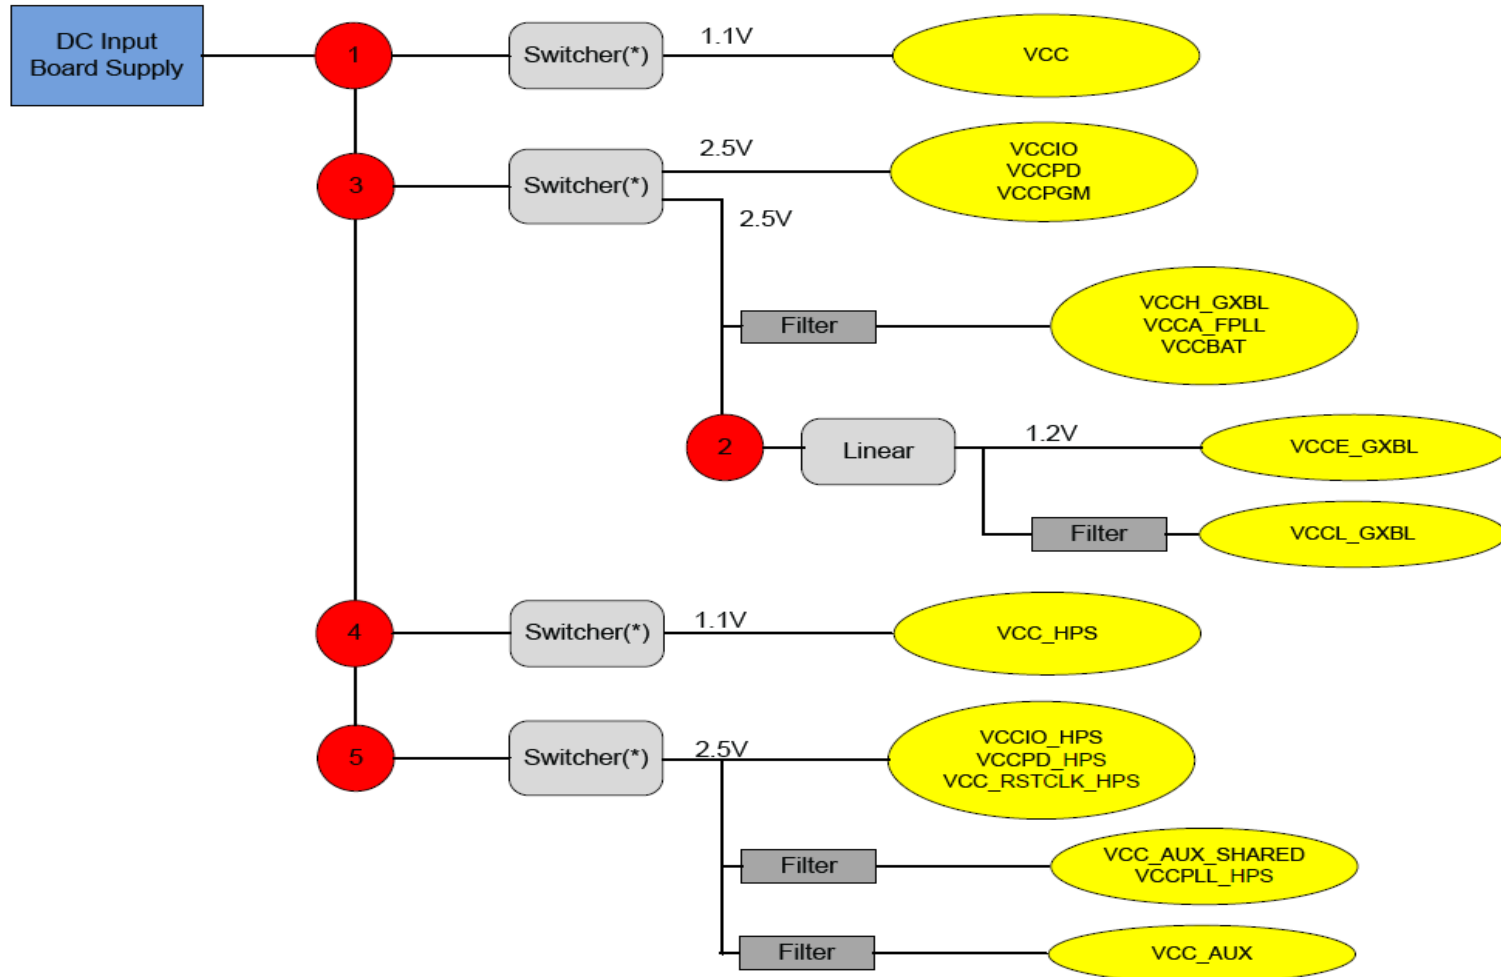 DC Input
Board Supply
1
Switcher(*)
1.1V
VCC
3
Switcher(*)
2.5V
VCCIO
VCCPD
VCCPGM
2.5V
Filter
VCCH_GXBL
VCCA_FPLL
VCCBAT
2
Linear
1.2V
VCCE_GXBL
Filter
VCCL_GXBL
4
Switcher(*)
1.1V
VCC_HPS
5
Switcher(*)
2.5V
VCCIO_HPS
VCCPD_HPS
VCC_RSTCLK_HPS
Filter
VCC_AUX_SHARED
VCCPLL_HPS
Filter
VCC_AUX